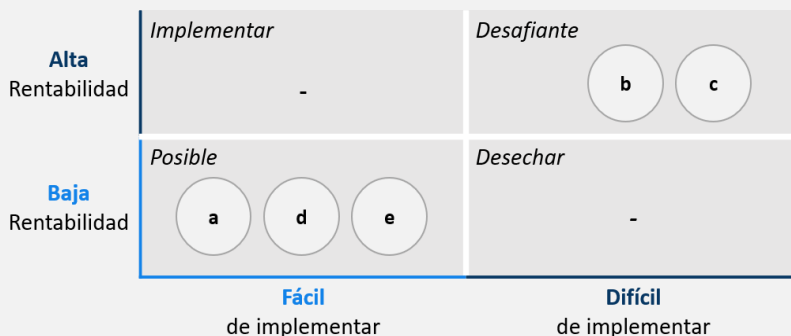 Implementar
Desafiante
Alta
Rentabilidad
-
b
c
Posible
Desechar
Baja
Rentabilidad
a
d
e
-
Fácil
de implementar
Difícil
de implementar